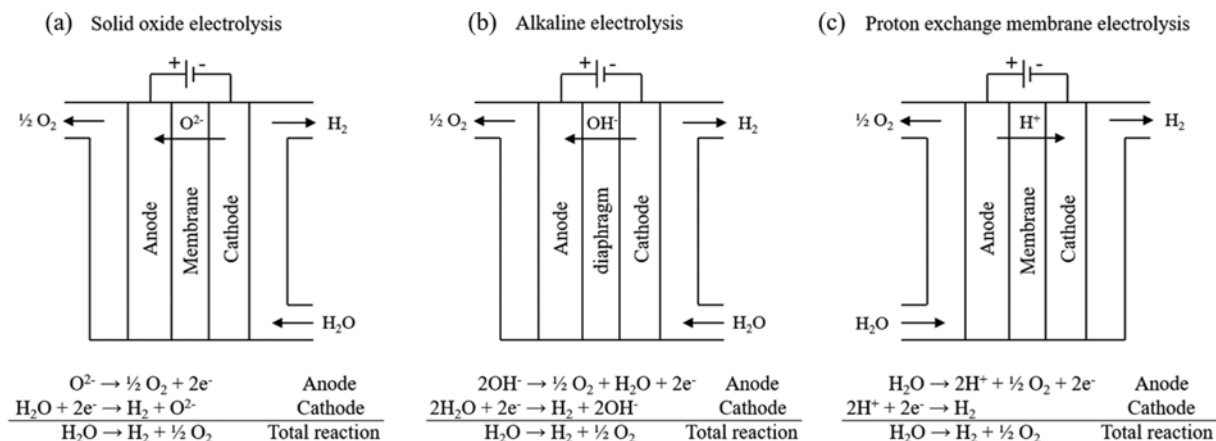 (a) Solid oxide electrolysis
+ -
½ O₂
O²⁻
H₂
Anode
Membrane
Cathode
H₂O
O²⁻ → ½ O₂ + 2e⁻ Anode
H₂O + 2e⁻ → H₂ + O²⁻ Cathode
H₂O → H₂ + ½ O₂ Total reaction
(b) Alkaline electrolysis
+ -
½ O₂
OH⁻
H₂
Anode
diaphragm
Cathode
H₂O
2OH⁻ → ½ O₂ + H₂O + 2e⁻ Anode
2H₂O + 2e⁻ → H₂ + 2OH⁻ Cathode
H₂O → H₂ + ½ O₂ Total reaction
(c) Proton exchange membrane electrolysis
+ -
½ O₂
H⁺
H₂
Anode
Membrane
Cathode
H₂O
H₂O → 2H⁺ + ½ O₂ + 2e⁻ Anode
2H⁺ + 2e⁻ → H₂ Cathode
H₂O → H₂ + ½ O₂ Total reaction